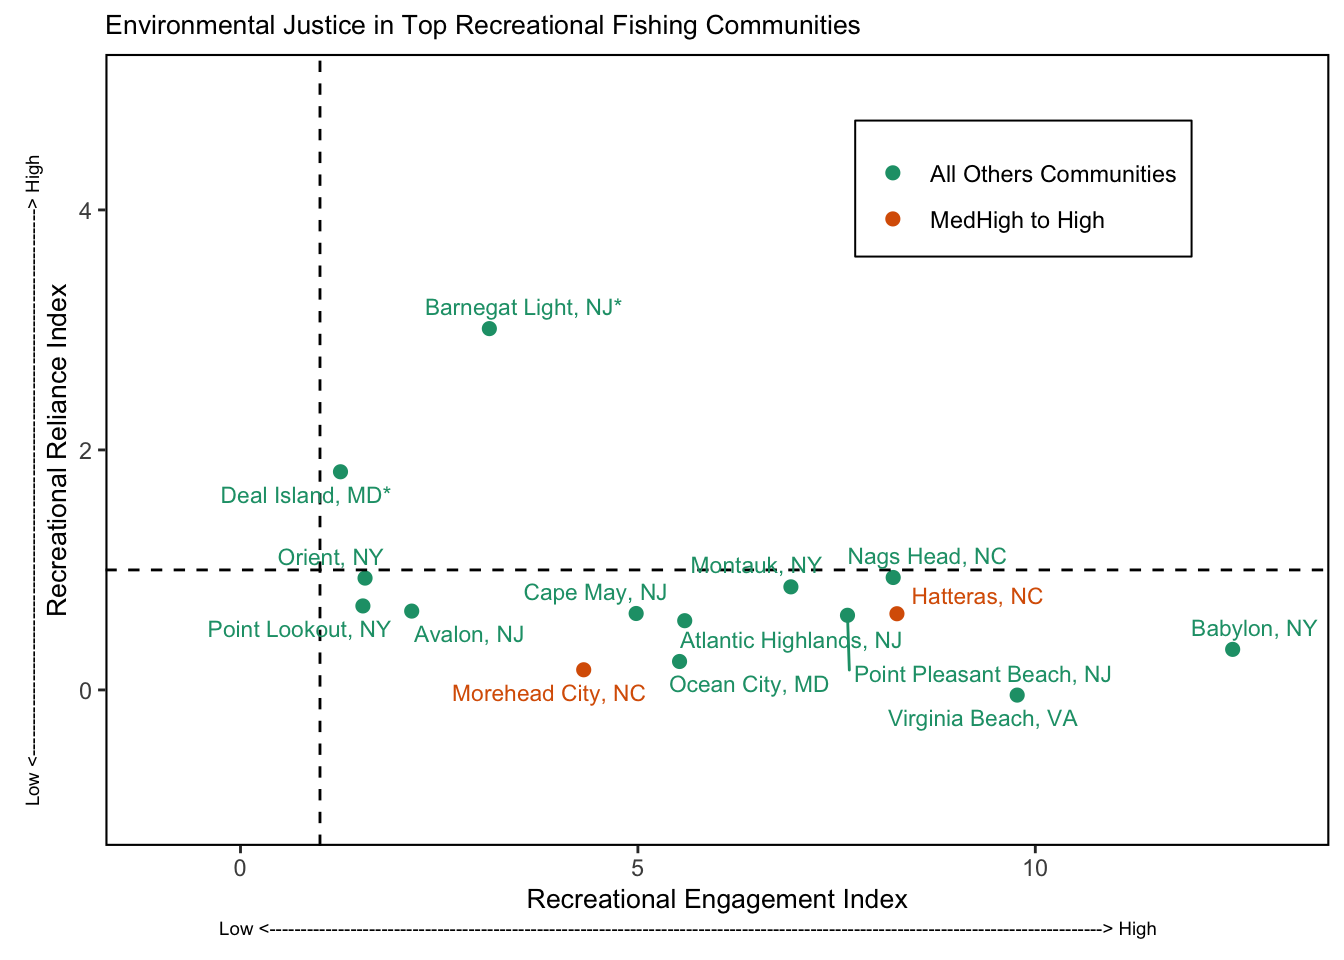 Environmental Justice in Top Recreational Fishing Communities
All Others Communities
MedHigh to High
Low <----------------------------------------------------------------------> High
Recreational Reliance Index
4
2
0
Barnegat Light, NJ*
Deal Island, MD*
Orient, NY
Montauk, NY
Nags Head, NC
Cape May, NJ
Hatteras, NC
Point Lookout, NY
Avalon, NJ
Atlantic Highlands, NJ
Babylon, NY
Morehead City, NC
Ocean City, MD
Point Pleasant Beach, NJ
Virginia Beach, VA
0
5
10
Recreational Engagement Index
Low <----------------------------------------------------------------------> High